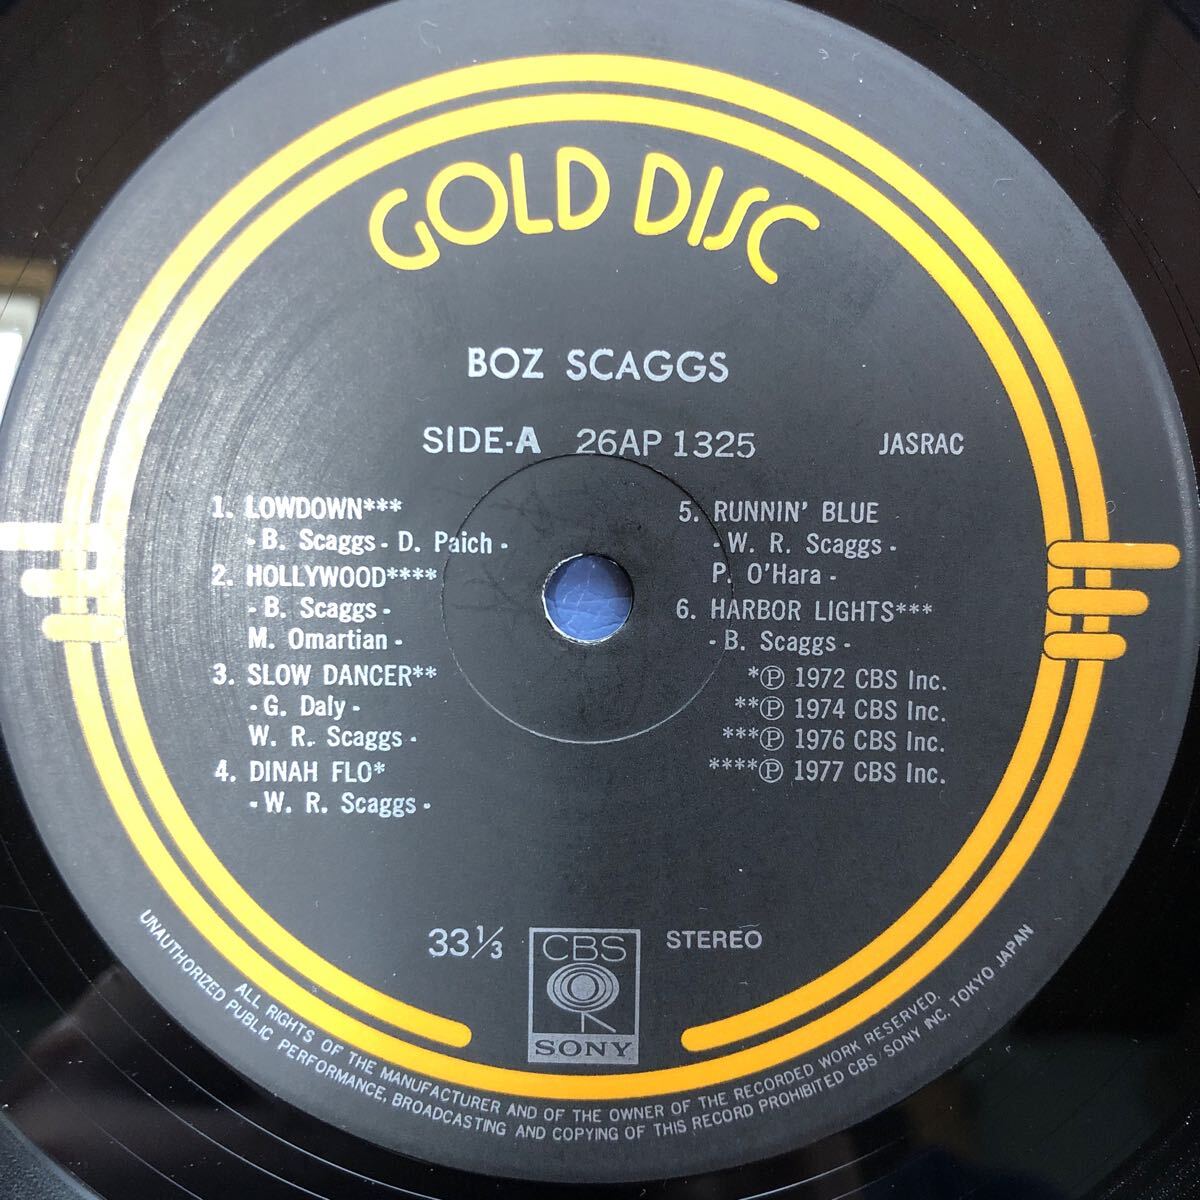 GOLD DISC
BOZ SCAGGS
SIDE-A 26AP 1325 JASRAC
1. LOWDOWN***
- B. Scaggs - D. Paich -
2. HOLLYWOOD****
- B. Scaggs -
M. Omartian -
3. SLOW DANCER**
- G. Daly -
W. R. Scaggs -
4. DINAH FLO*
- W. R. Scaggs -
5. RUNNIN' BLUE
- W. R. Scaggs -
P. O'Hara -
6. HARBOR LIGHTS***
- B. Scaggs -
*Ⓟ 1972 CBS Inc.
**Ⓟ 1974 CBS Inc.
***Ⓟ 1976 CBS Inc.
****Ⓟ 1977 CBS Inc.
33⅓
CBS
SONY
STEREO
ALL RIGHTS OF THE MANUFACTURER AND OF THE OWNER OF THE RECORDED WORK RESERVED.
UNAUTHORIZED PUBLIC PERFORMANCE, BROADCASTING AND COPYING OF THIS RECORD PROHIBITED CBS/SONY INC. TOKYO JAPAN